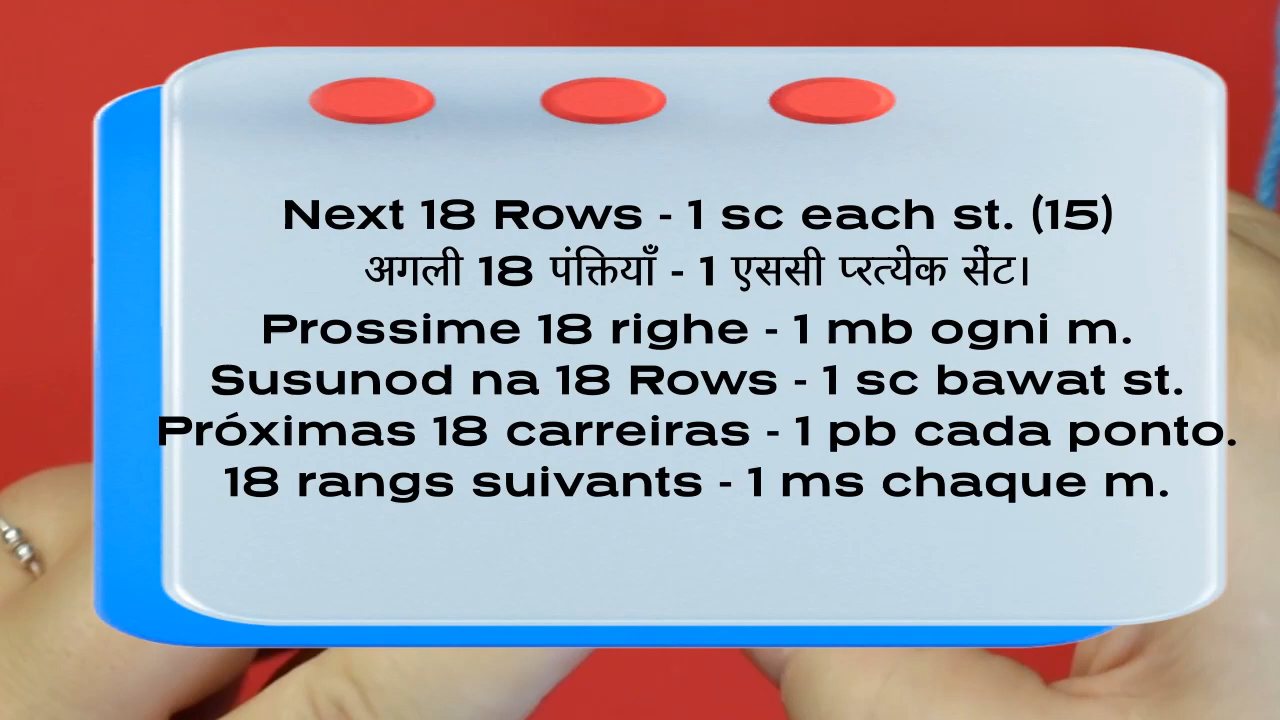 Next 18 Rows - 1 sc each st. (15)
अगली 18 पंक्तियाँ - 1 एससी प्रत्येक सेंट।
Prossime 18 righe - 1 mb ogni m.
Susunod na 18 Rows - 1 sc bawat st.
Próximas 18 carreiras - 1 pb cada ponto.
18 rangs suivants - 1 ms chaque m.